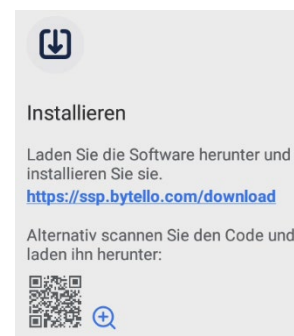 Installieren
Laden Sie die Software herunter und
installieren Sie sie.
https://ssp.bytello.com/download
Alternativ scannen Sie den Code und
laden ihn herunter: